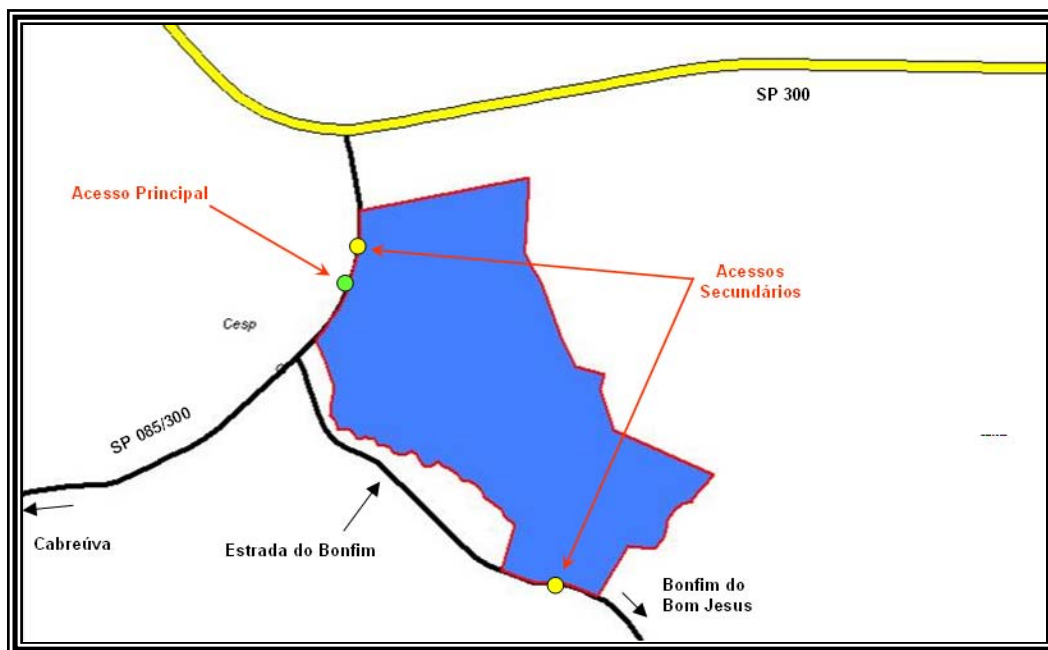 SP 300
Acesso Principal
Acessos
Secundários
Cesp
SP 085/300
Cabreúva
Estrada do Bonfim
Bonfim do
Bom Jesus